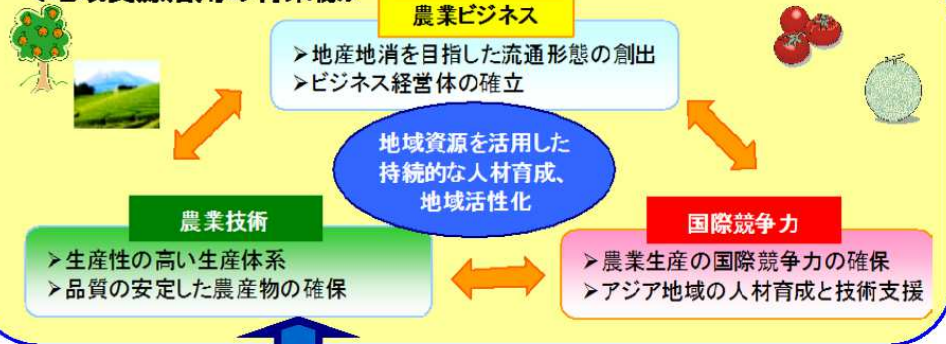 農業ビジネス
➢地産地消を目指した流通形態の創出
➢ビジネス経営体の確立
地域資源を活用した
持続的な人材育成、
地域活性化
農業技術
➢生産性の高い生産体系
➢品質の安定した農産物の確保
国際競争力
➢農業生産の国際競争力の確保
➢アジア地域の人材育成と技術支援